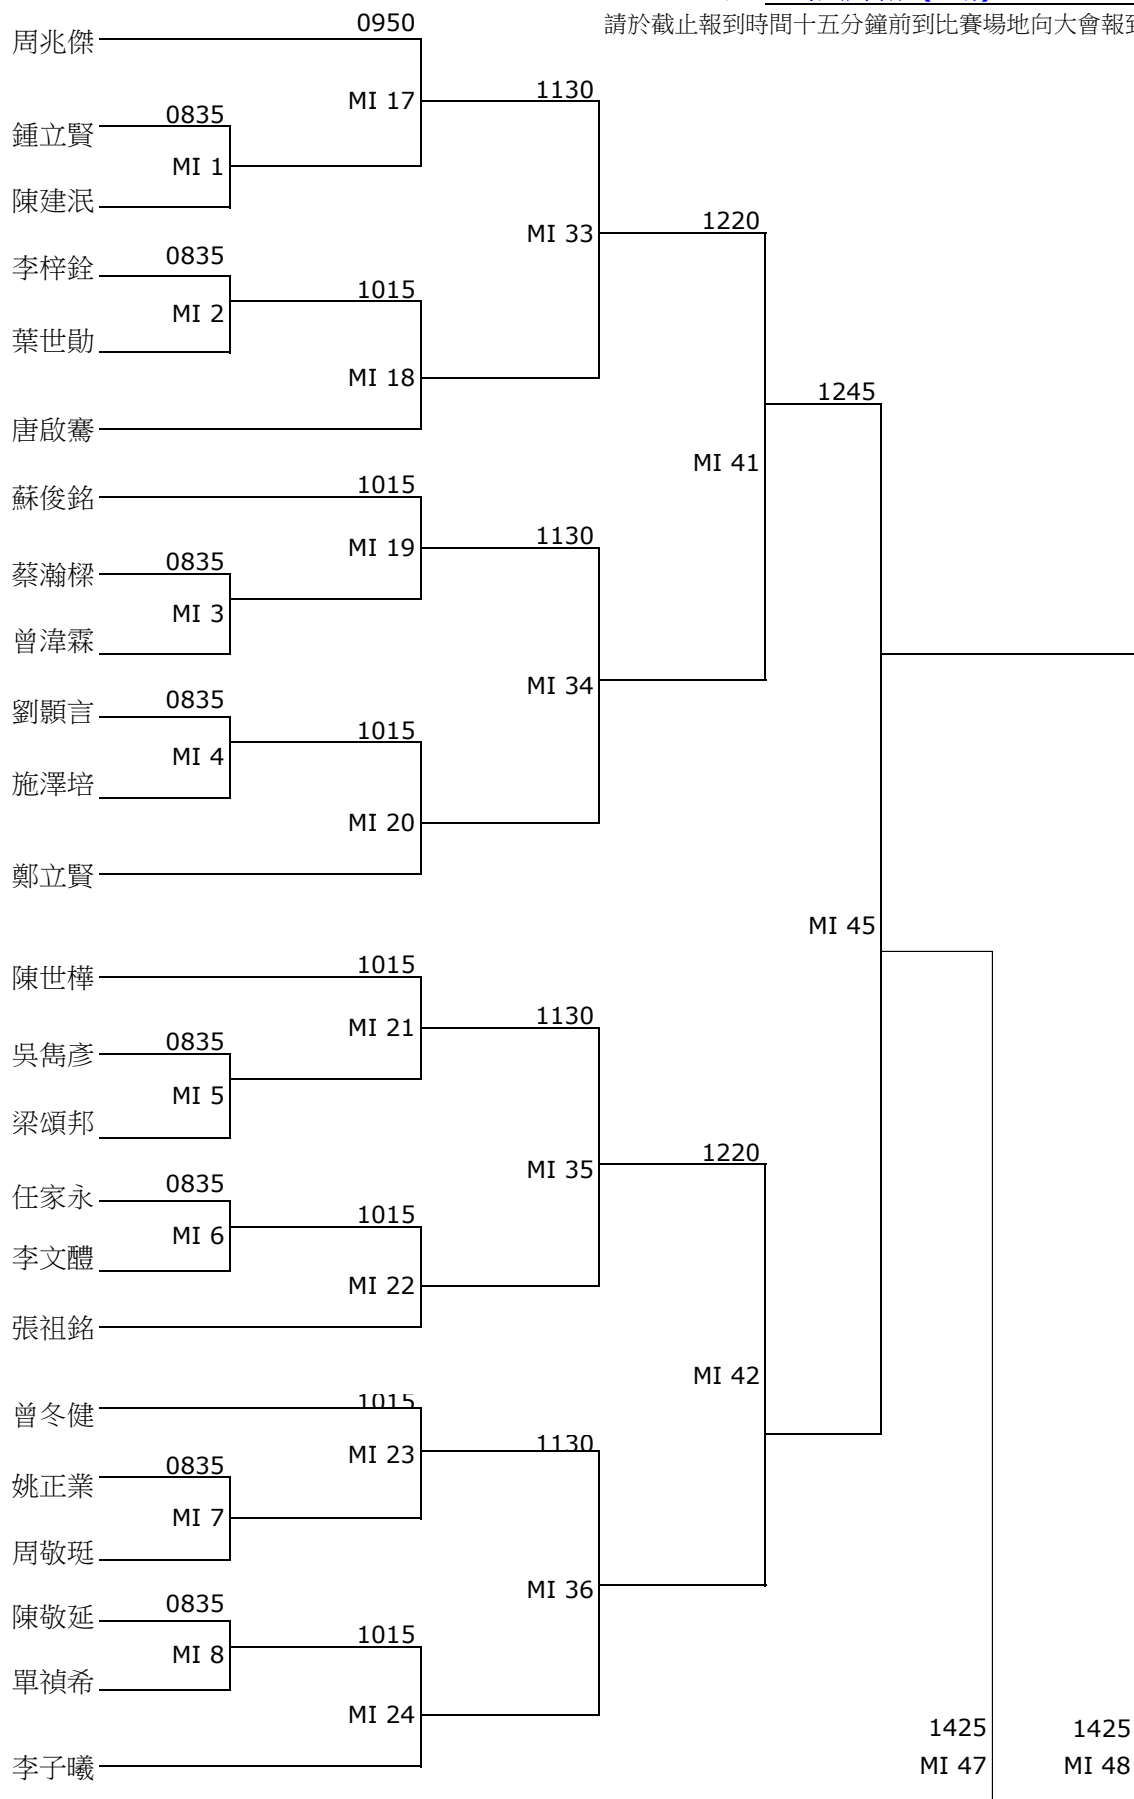 請於截止報到時間十五分鐘前到比賽場地向大會報到
周兆傑
0950
MI 17
1130
鍾立賢
0835
MI 1
陳建泯
MI 33
1220
李梓銓
0835
MI 2
1015
葉世勛
MI 18
1245
唐啟騫
MI 41
蘇俊銘
1015
MI 19
1130
蔡瀚樑
0835
MI 3
曾湋霖
MI 34
劉顥言
0835
MI 4
1015
施澤培
MI 20
鄭立賢
MI 45
陳世樺
1015
MI 21
1130
吳雋彥
0835
MI 5
梁頌邦
1220
MI 35
任家永
0835
MI 6
1015
李文醴
MI 22
張祖銘
MI 42
曾冬健
1015
MI 23
1130
姚正業
0835
MI 7
周敬珽
MI 36
陳敬延
0835
MI 8
1015
單禎希
MI 24
1425
1425
李子曦
MI 47
MI 48